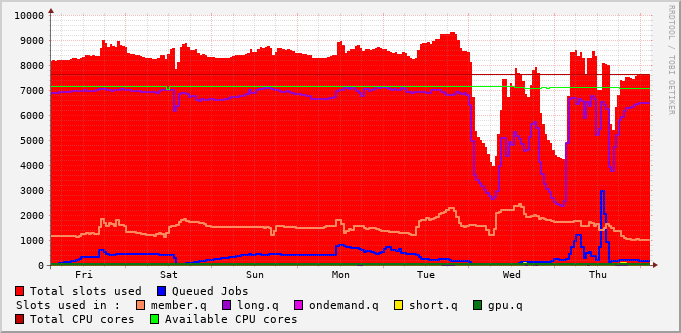 10000
9000
8000
7000
6000
5000
4000
3000
2000
1000
0
Fri Sat Sun Mon Tue Wed Thu
RRDTOOL / TOBI OETIKER
Total slots used Queued Jobs
Slots used in : member.q long.q ondemand.q short.q gpu.q
Total CPU cores Available CPU cores